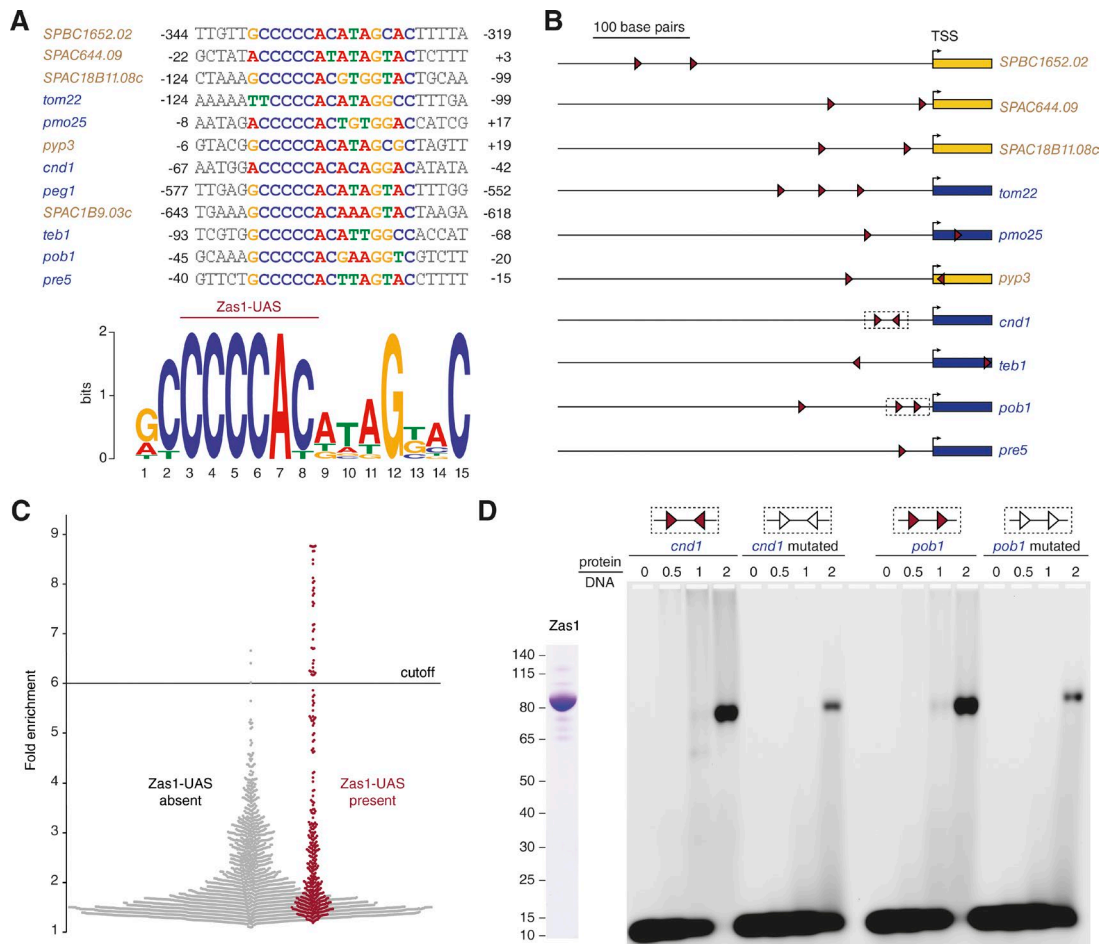 A
SPBC1652.02 -344 TTGTTGCCCCCACATAGCACTTTTA -319
SPAC644.09 -22 GCTATACCCCCATATAGCACTCTTT +3
SPAC18B11.08c -124 CTAAAGCCCCCACGTGGTACTGCAA -99
tom22 -124 AAAAATTCCCCACATAGGCCTTTGA -99
pmo25 -8 AATAGACCCCCACTGTGGACCATCG +17
pyp3 -6 GTACGGCCCCCACATAGCGCTAGTT +19
cnd1 -67 AATGGACCCCCACACAGGACATATA -42
peg1 -577 TTGAGGCCCCCACATAGTACTTTGG -552
SPAC1B9.03c -643 TGAAAGCCCCCACAAAGTACTAAGA -618
teb1 -93 TCGTGGCCCCCACATTGGCCACCAT -68
pob1 -45 GCAAAGCCCCCACGAAGGTCGTCTT -20
pre5 -40 GTTCTGCCCCCACTTAGTACCTTTT -15
Zas1-UAS
bits
2
1
0
1 2 3 4 5 6 7 8 9 10 11 12 13 14 15
B
100 base pairs
TSS
SPBC1652.02
SPAC644.09
SPAC18B11.08c
tom22
pmo25
pyp3
cnd1
teb1
pob1
pre5
C
Fold enrichment
9
8
7
6
5
4
3
2
1
cutoff
Zas1-UAS
absent
Zas1-UAS
present
D
cnd1 cnd1 mutated pob1 pob1 mutated
protein
DNA
0 0.5 1 2 0 0.5 1 2 0 0.5 1 2 0 0.5 1 2
Zas1
140
115
80
65
50
40
30
25
15
10